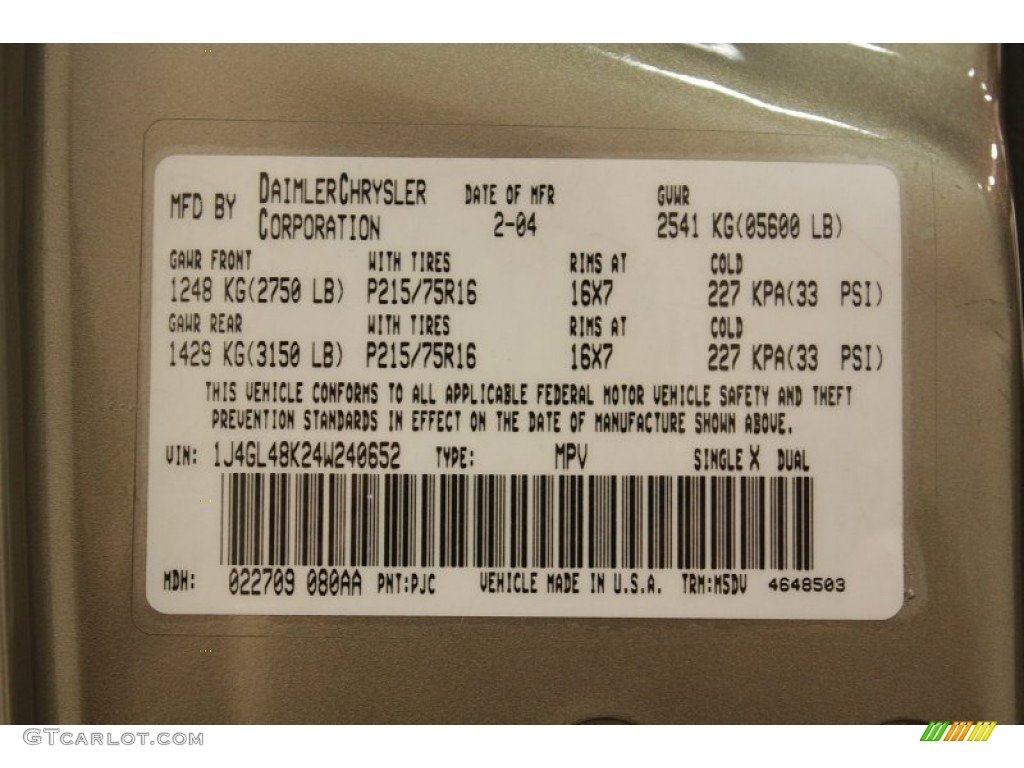 MFD BY DAIMLERCHRYSLER CORPORATION DATE OF MFR 2-04 GVWR 2541 KG(05600 LB)
GAWR FRONT WITH TIRES RIMS AT COLD
1248 KG(2750 LB) P215/75R16 16X7 227 KPA(33 PSI)
GAWR REAR WITH TIRES RIMS AT COLD
1429 KG(3150 LB) P215/75R16 16X7 227 KPA(33 PSI)
THIS VEHICLE CONFORMS TO ALL APPLICABLE FEDERAL MOTOR VEHICLE SAFETY AND THEFT
PREVENTION STANDARDS IN EFFECT ON THE DATE OF MANUFACTURE SHOWN ABOVE.
VIN: 1J4GL48K24W240652 TYPE: MPV SINGLE X DUAL
MDH: 022709 080AA PNT:PJC VEHICLE MADE IN U.S.A. TRM:M5DV 4648503
GTCARLOT.COM